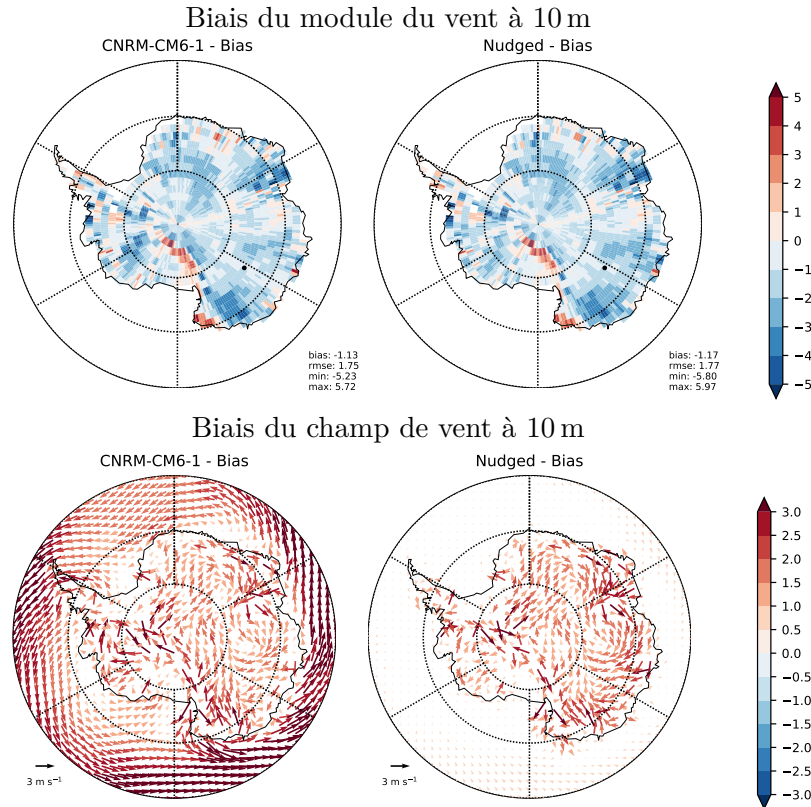 Biais du module du vent à 10 m
CNRM-CM6-1 - Bias
Nudged - Bias
bias: -1.13
rmse: 1.75
min: -5.23
max: 5.72
bias: -1.17
rmse: 1.77
min: -5.80
max: 5.97
5
4
3
2
1
0
−1
−2
−3
−4
−5
Biais du champ de vent à 10 m
CNRM-CM6-1 - Bias
Nudged - Bias
3 m s⁻¹
3 m s⁻¹
3.0
2.5
2.0
1.5
1.0
0.5
0.0
−0.5
−1.0
−1.5
−2.0
−2.5
−3.0